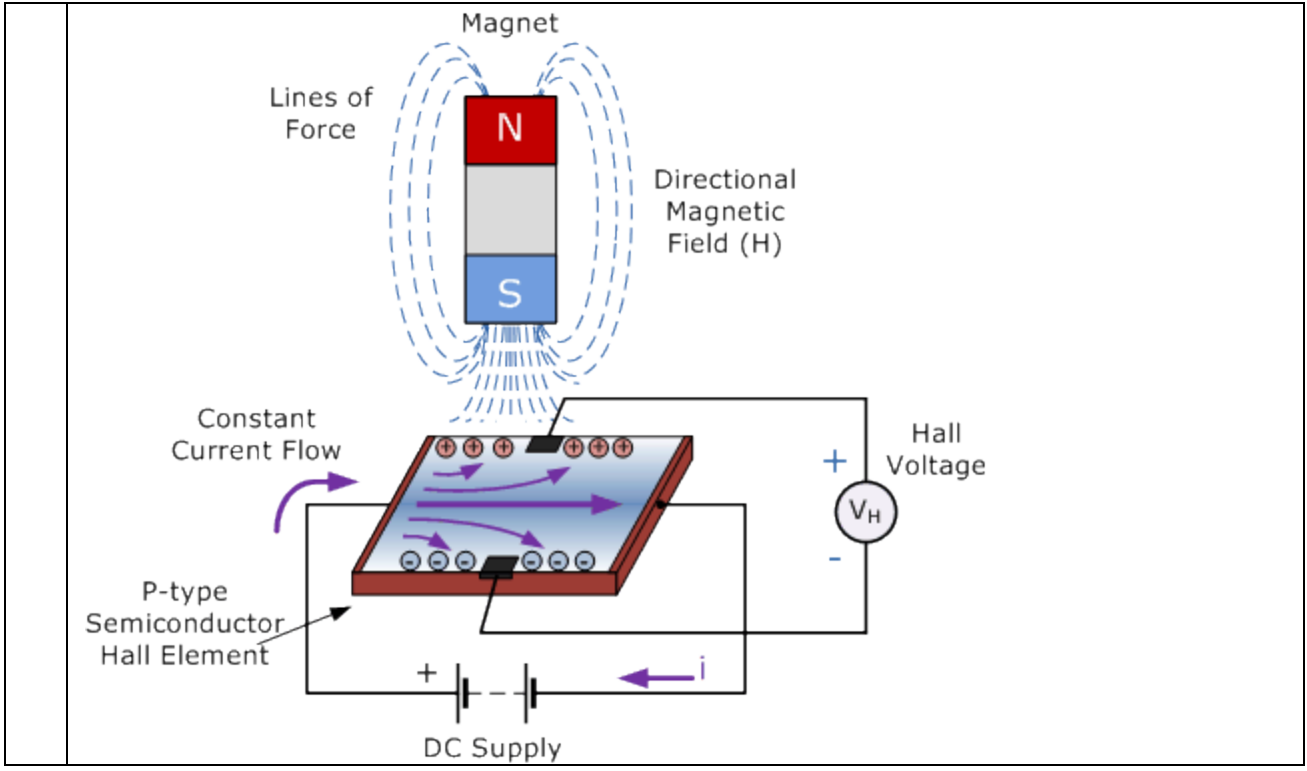 Magnet
Lines of
Force
N
Directional
Magnetic
Field (H)
S
Constant
Current Flow
Hall
Voltage
+
+ + + + + +
VH
- - - - - -
-
P-type
Semiconductor
Hall Element
+
i
DC Supply